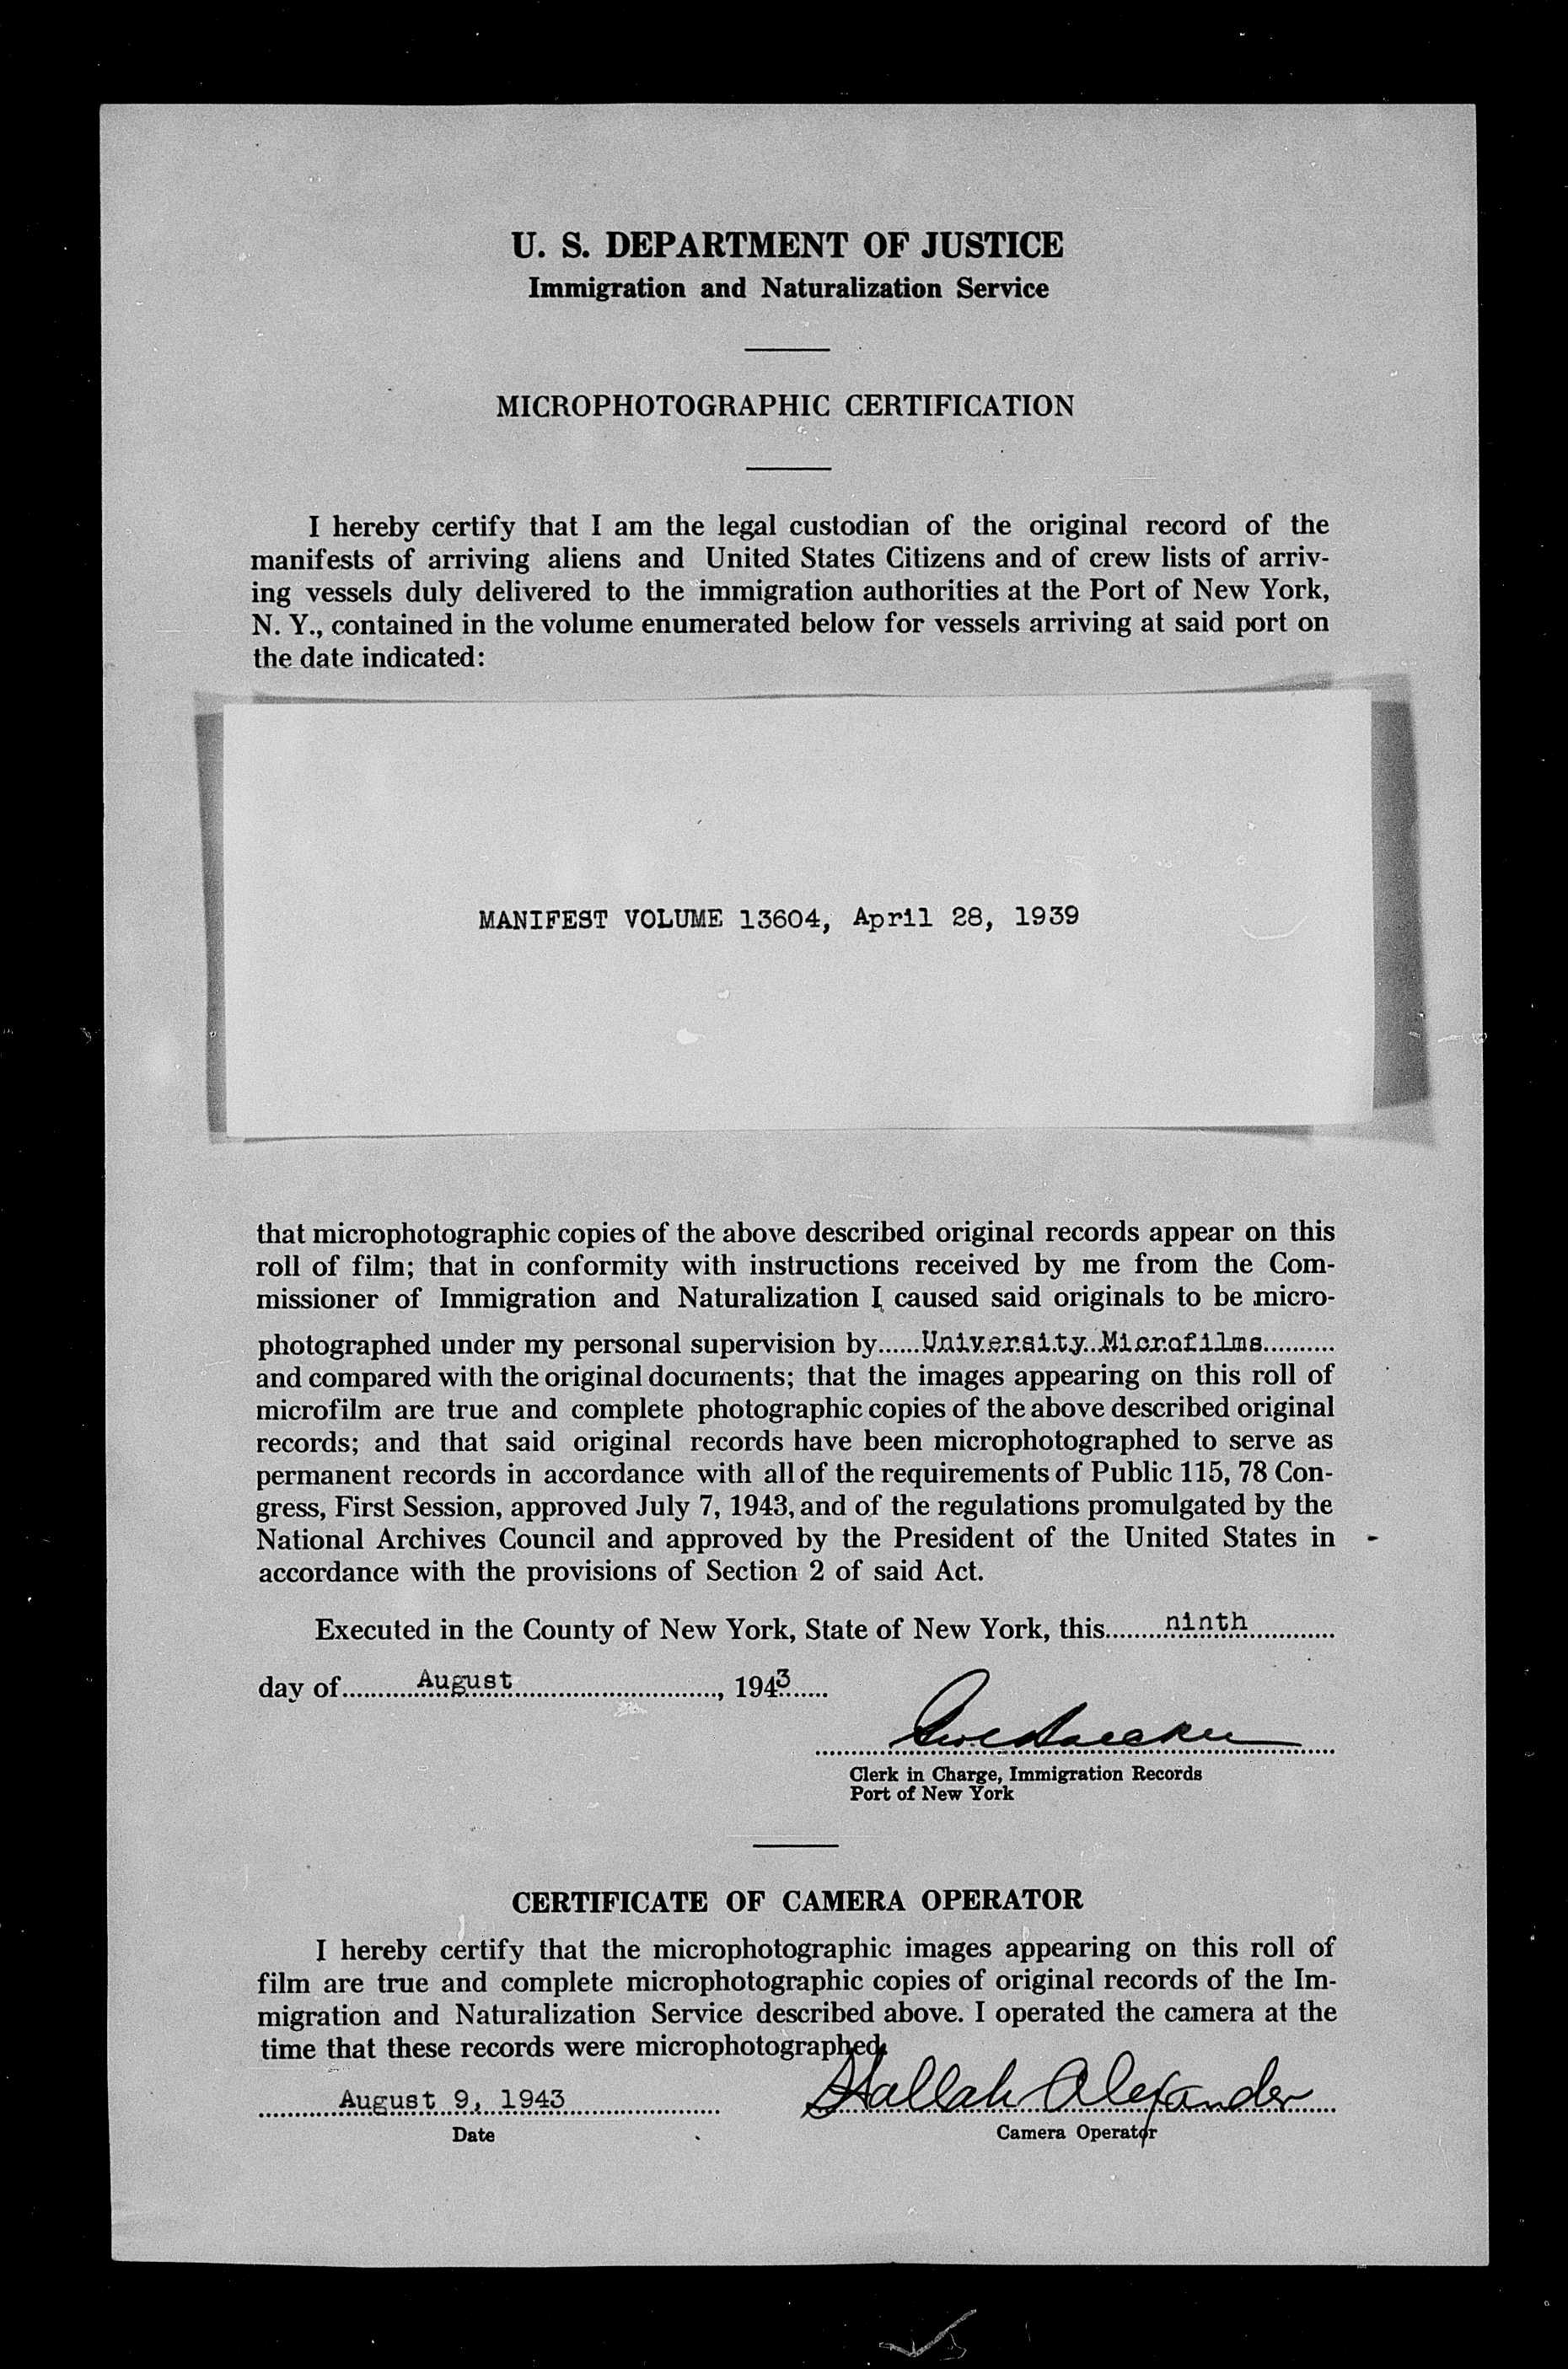 U. S. DEPARTMENT OF JUSTICE
Immigration and Naturalization Service
MICROPHOTOGRAPHIC CERTIFICATION
I hereby certify that I am the legal custodian of the original record of the
manifests of arriving aliens and United States Citizens and of crew lists of arriv-
ing vessels duly delivered to the immigration authorities at the Port of New York,
N. Y., contained in the volume enumerated below for vessels arriving at said port on
the date indicated:
MANIFEST VOLUME 13604, April 28, 1939
that microphotographic copies of the above described original records appear on this
roll of film; that in conformity with instructions received by me from the Com-
missioner of Immigration and Naturalization I caused said originals to be micro-
photographed under my personal supervision by......University Microfilms..........
and compared with the original documents; that the images appearing on this roll of
microfilm are true and complete photographic copies of the above described original
records; and that said original records have been microphotographed to serve as
permanent records in accordance with all of the requirements of Public 115, 78 Con-
gress, First Session, approved July 7, 1943, and of the regulations promulgated by the
National Archives Council and approved by the President of the United States in
accordance with the provisions of Section 2 of said Act.
Executed in the County of New York, State of New York, this..........ninth.............
day of............August..................................., 1943......
Clerk in Charge, Immigration Records
Port of New York
CERTIFICATE OF CAMERA OPERATOR
I hereby certify that the microphotographic images appearing on this roll of
film are true and complete microphotographic copies of original records of the Im-
migration and Naturalization Service described above. I operated the camera at the
time that these records were microphotographed.
August 9, 1943 Hallah Alexander
Date Camera Operator